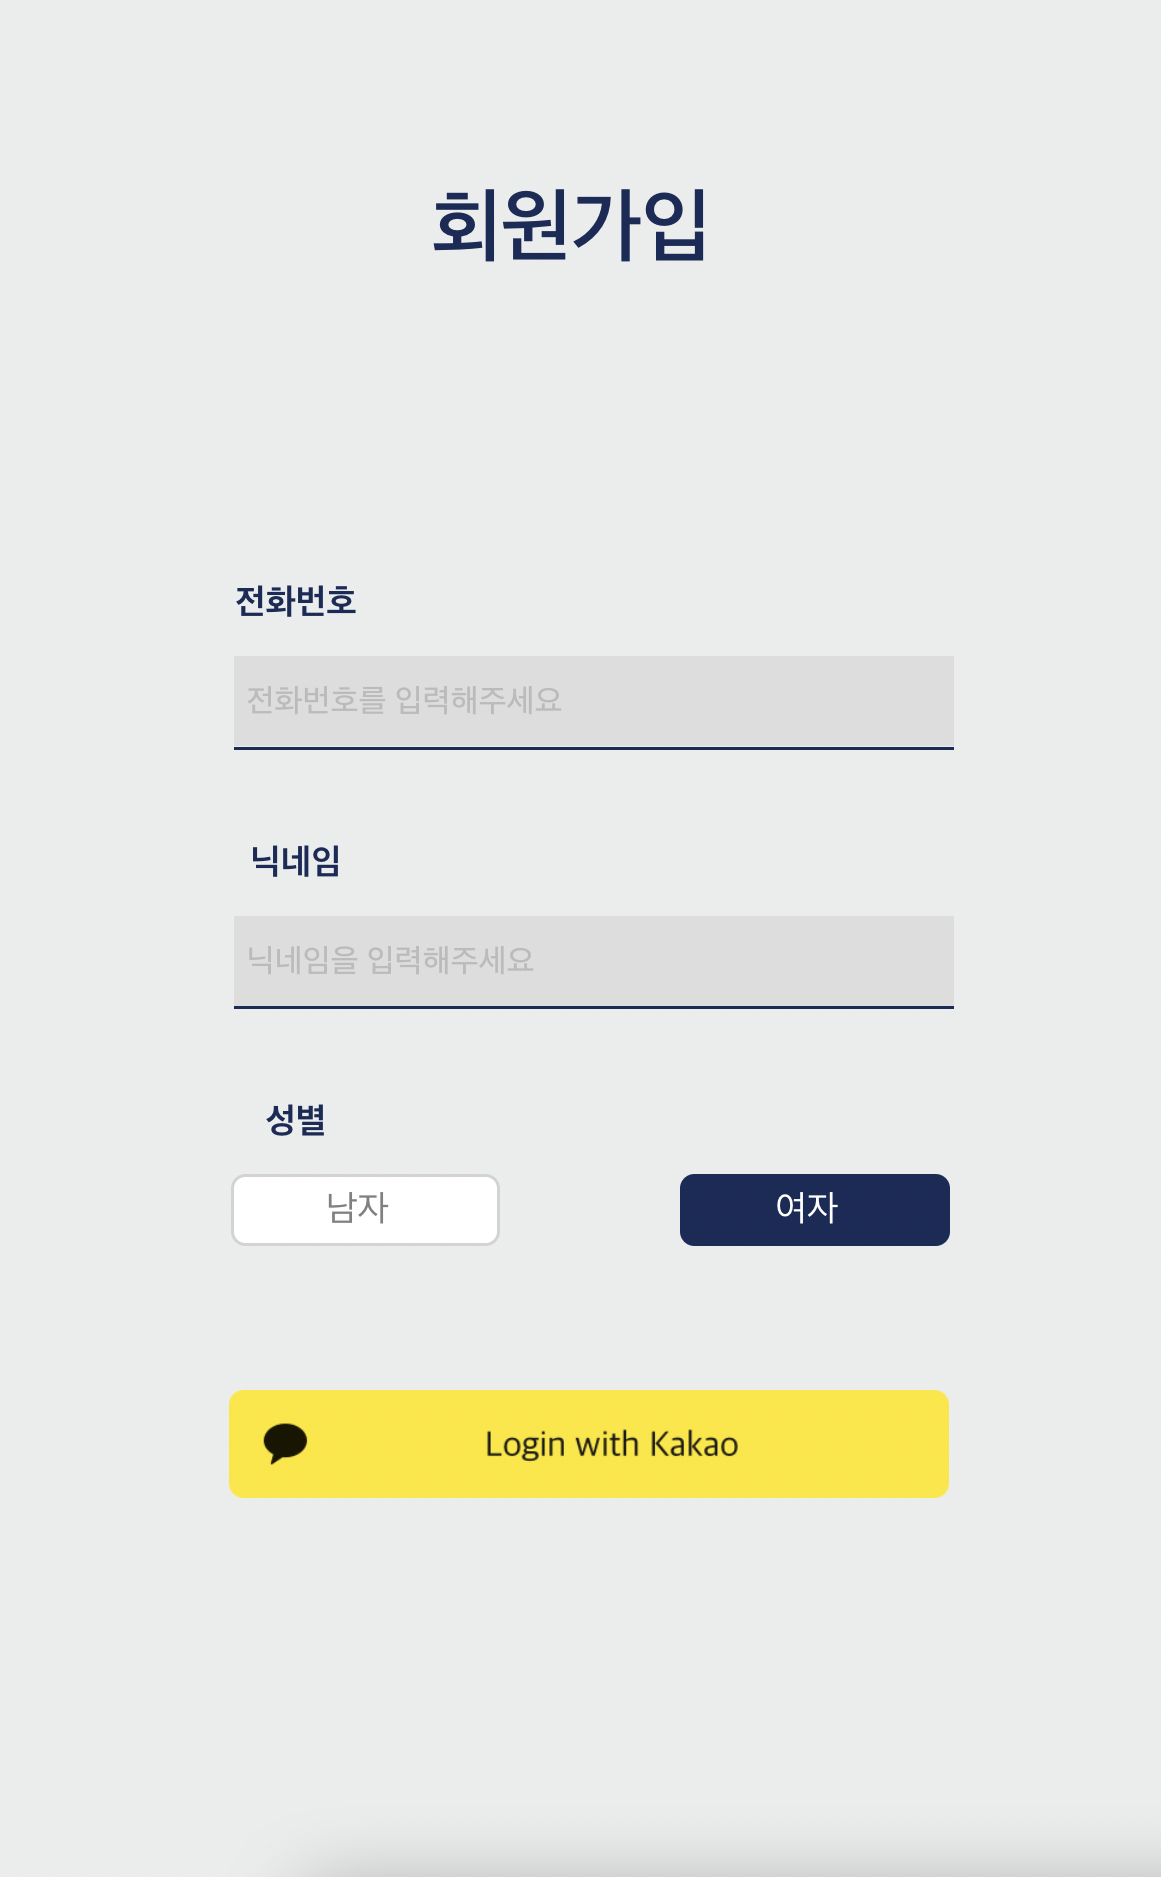 회원가입
전화번호
전화번호를 입력해주세요
닉네임
닉네임을 입력해주세요
성별
남자 여자
Login with Kakao